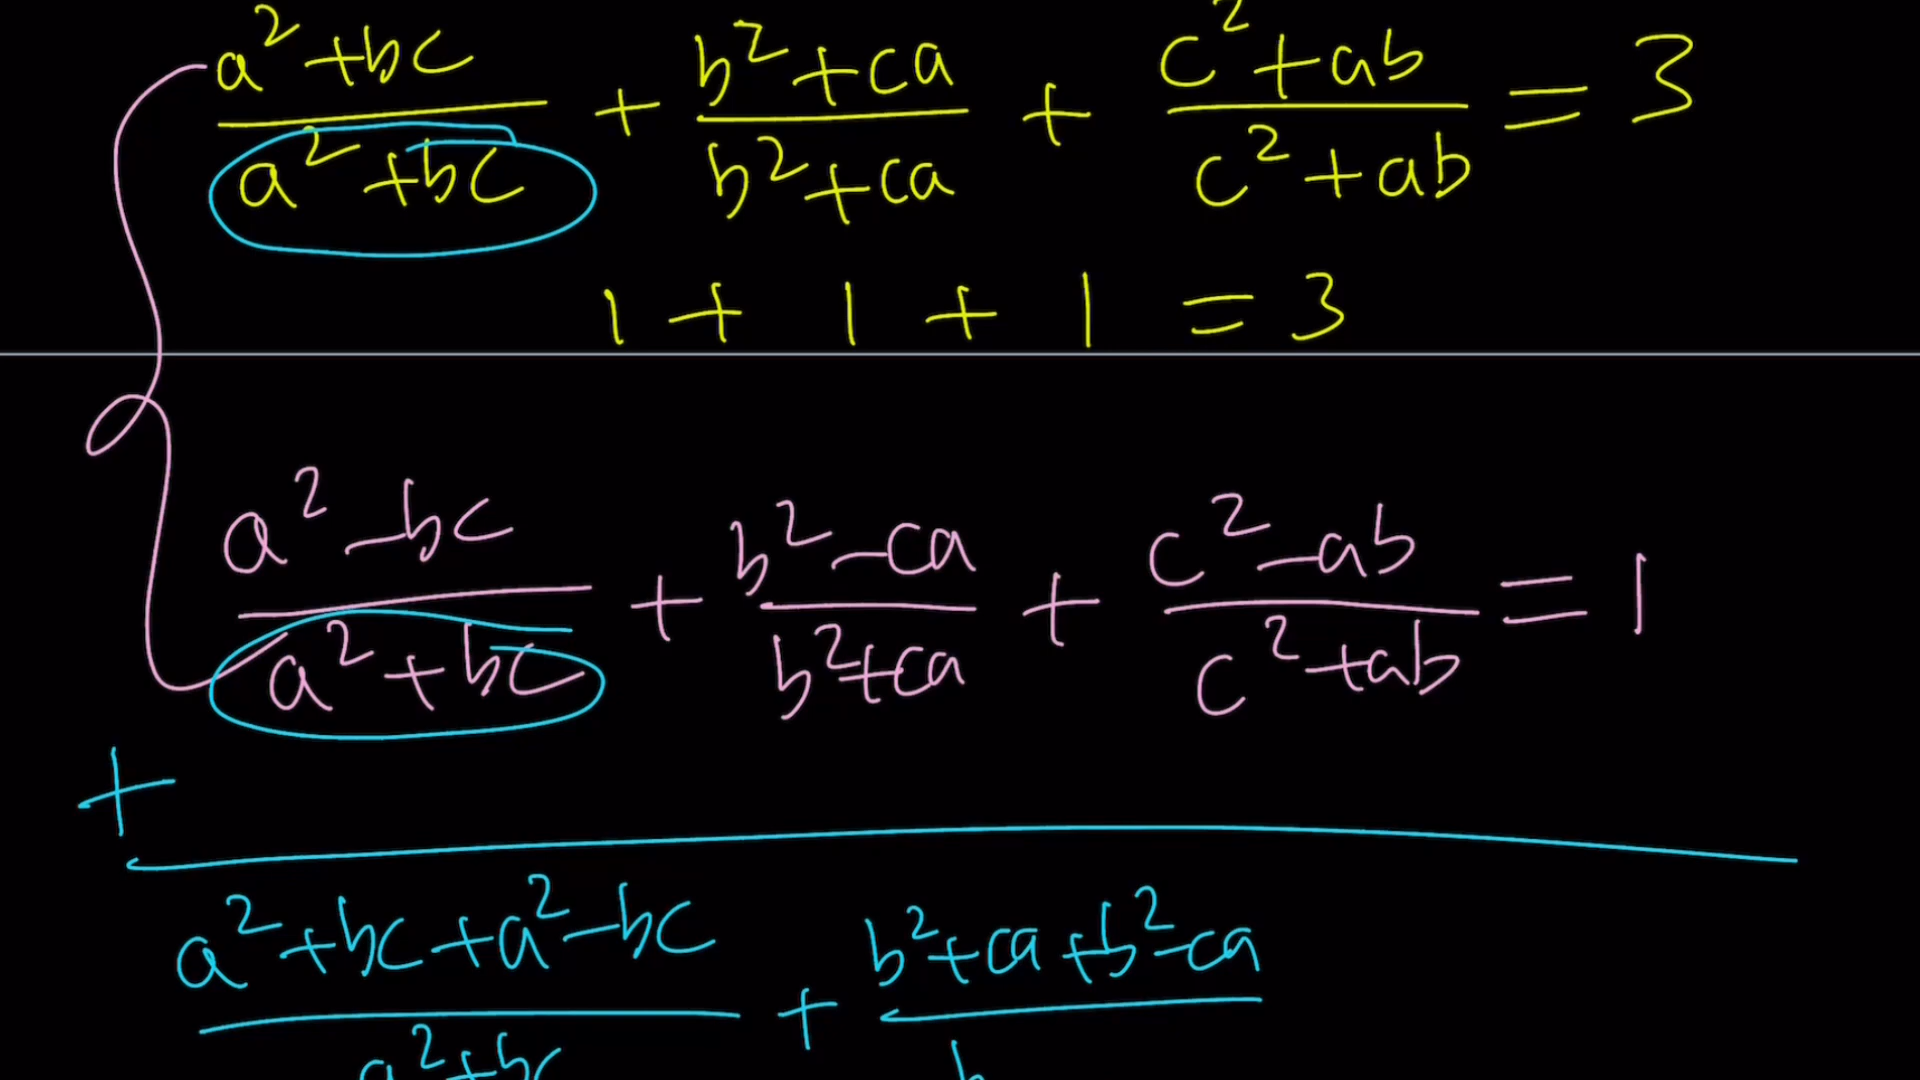 a²+bc b²+ca c²+ab
a²+bc + b²+ca + c²+ab = 3
1 + 1 + 1 = 3
a²-bc b²-ca c²-ab
a²+bc + b²+ca + c²+ab = 1
+
a²+bc+a²-bc + b²+ca+b²-ca
a²+bc b